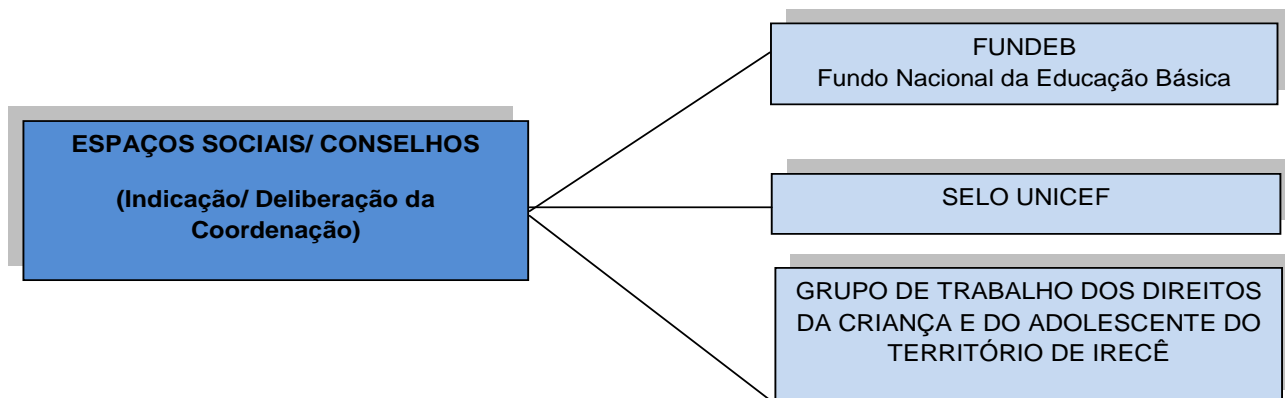 ESPAÇOS SOCIAIS/ CONSELHOS
(Indicação/ Deliberação da
Coordenação)
FUNDEB
Fundo Nacional da Educação Básica
SELO UNICEF
GRUPO DE TRABALHO DOS DIREITOS
DA CRIANÇA E DO ADOLESCENTE DO
TERRITÓRIO DE IRECÊ